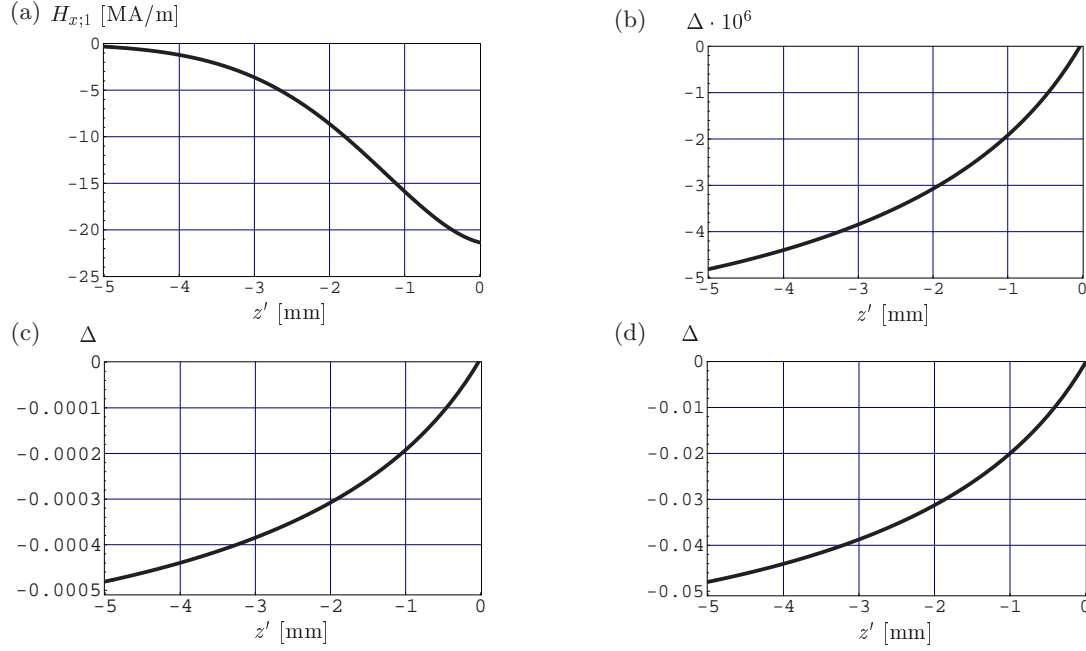 (a) H_{x;1} [MA/m]
0
-5
-10
-15
-20
-25
-5 -4 -3 -2 -1 0
z′ [mm]
(b) Δ · 10^6
0
-1
-2
-3
-4
-5
-5 -4 -3 -2 -1 0
z′ [mm]
(c) Δ
0
-0.0001
-0.0002
-0.0003
-0.0004
-0.0005
-5 -4 -3 -2 -1 0
z′ [mm]
(d) Δ
0
-0.01
-0.02
-0.03
-0.04
-0.05
-5 -4 -3 -2 -1 0
z′ [mm]